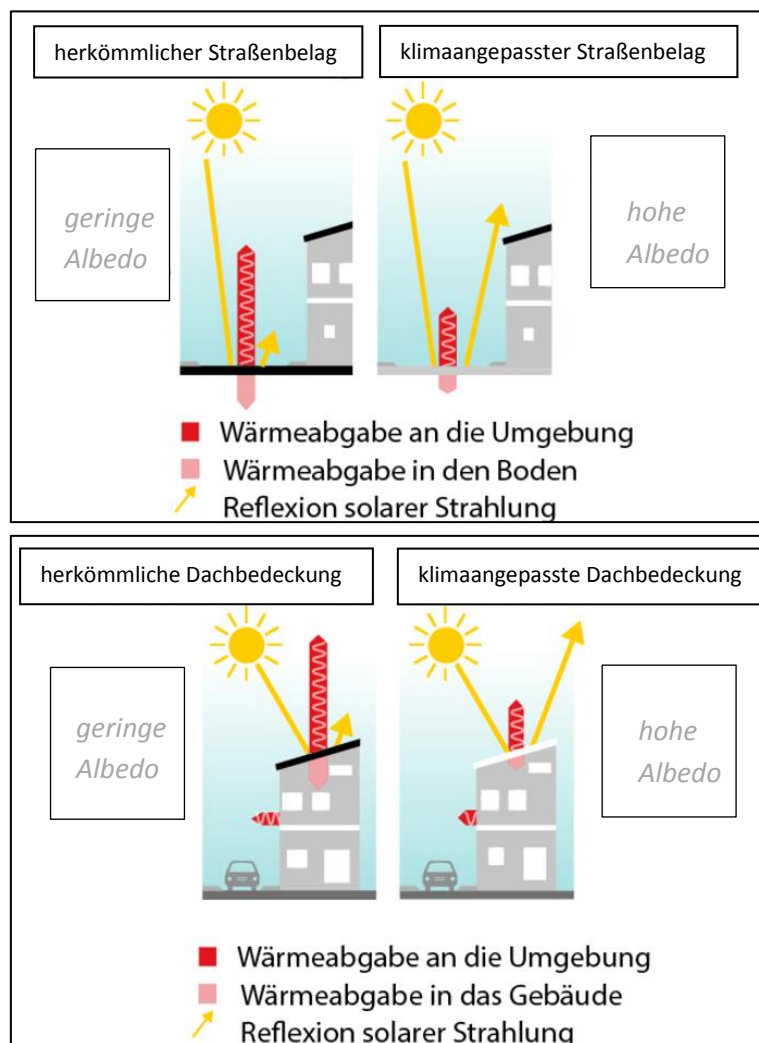 herkömmlicher Straßenbelag
klimaangepasster Straßenbelag
geringe
Albedo
hohe
Albedo
Wärmeabgabe an die Umgebung
Wärmeabgabe in den Boden
Reflexion solarer Strahlung
herkömmliche Dachbedeckung
klimaangepasste Dachbedeckung
geringe
Albedo
hohe
Albedo
Wärmeabgabe an die Umgebung
Wärmeabgabe in das Gebäude
Reflexion solarer Strahlung